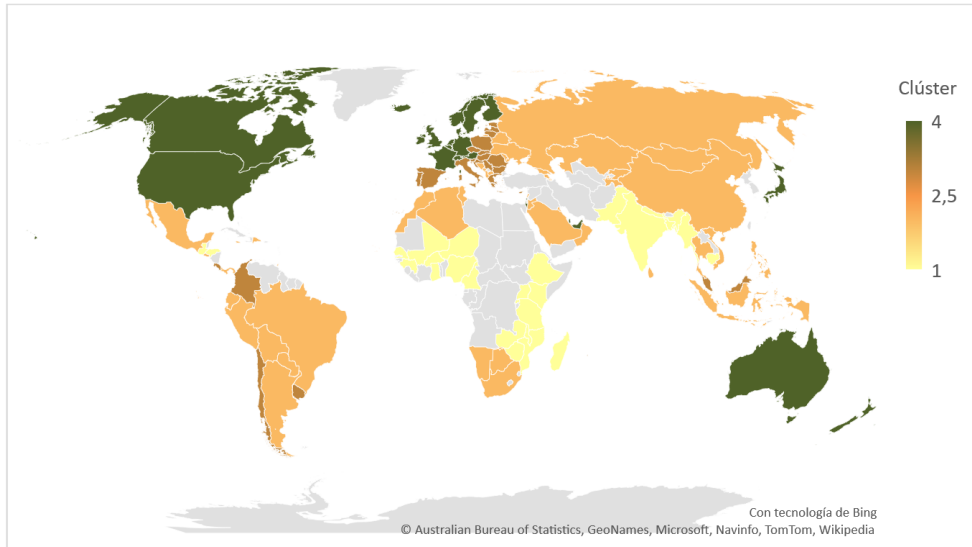 Clúster
4
2,5
1
Con tecnología de Bing
© Australian Bureau of Statistics, GeoNames, Microsoft, Navinfo, TomTom, Wikipedia